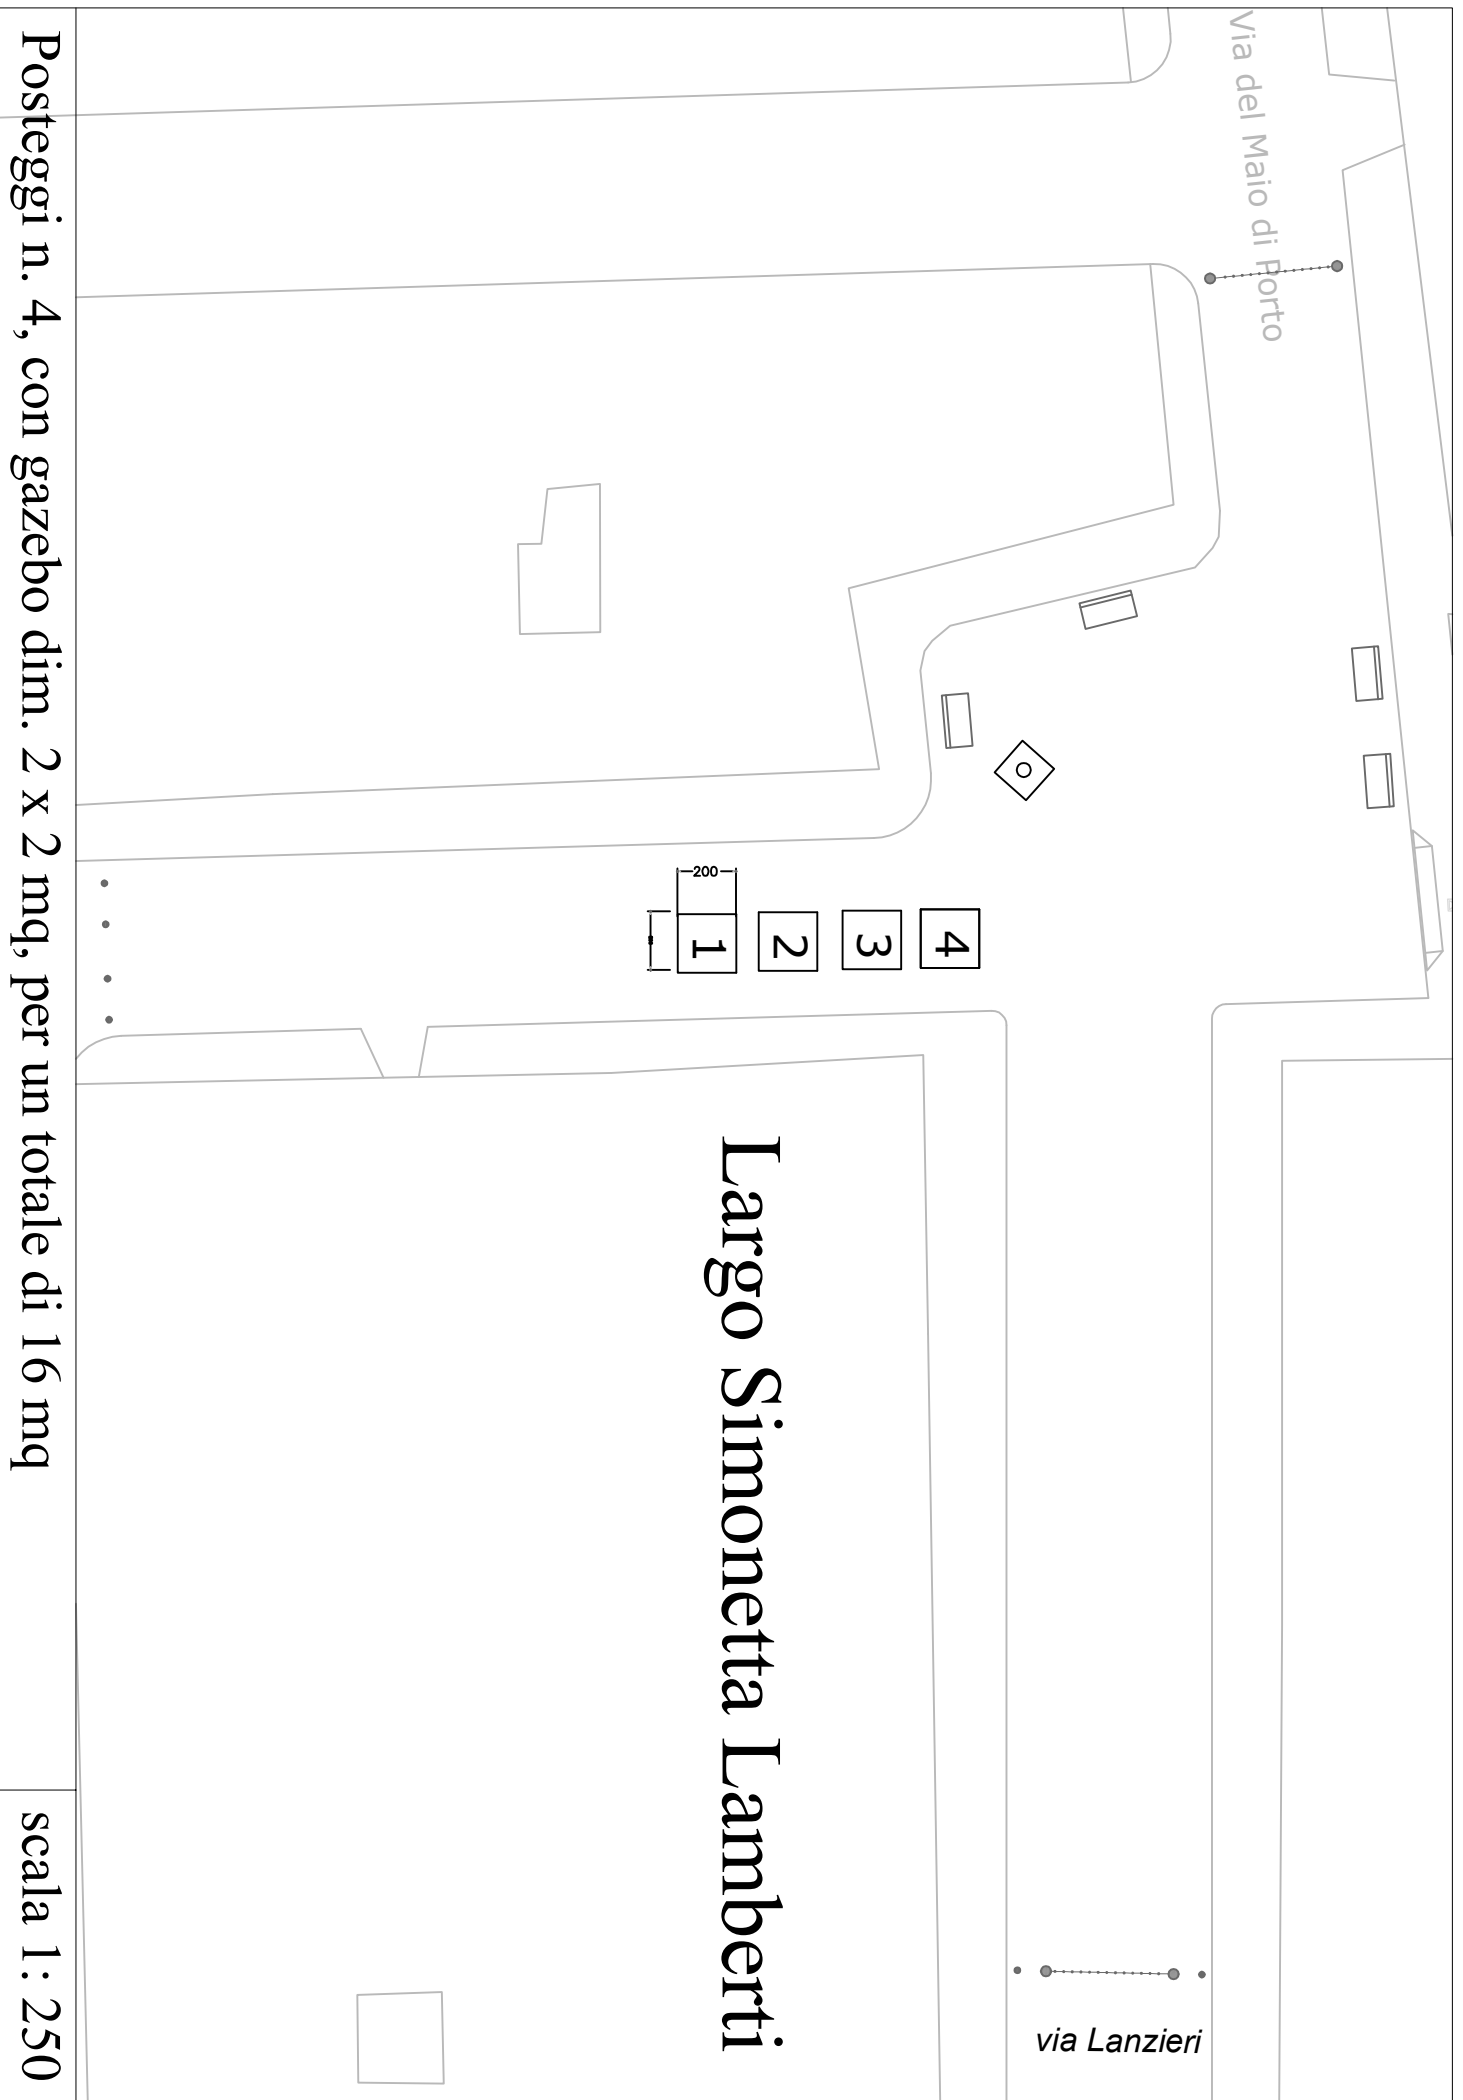 Via del Maio di Porto
200
4
3
2
1
Largo Simonetta Lamberti
via Lanzieri
Posteggi n. 4, con gazebo dim. 2 x 2 mq, per un totale di 16 mq
scala 1: 250